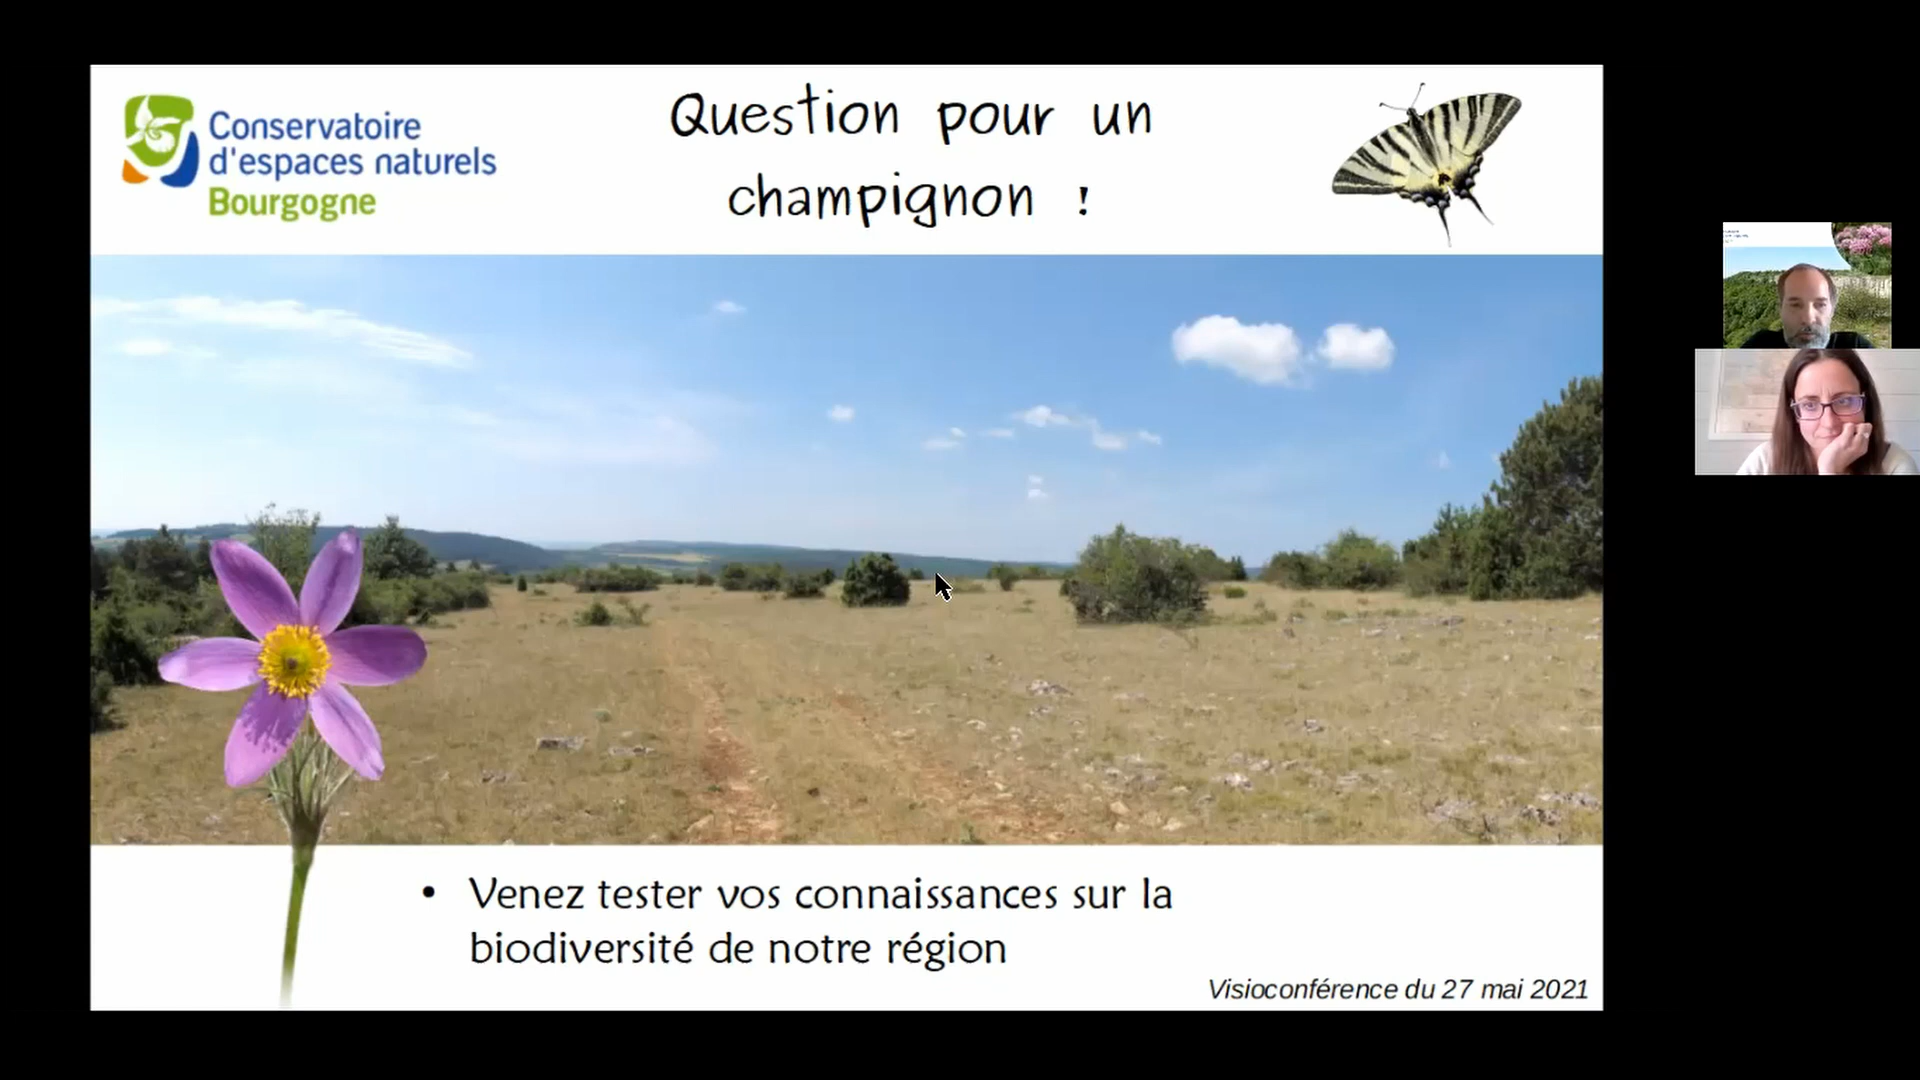 Conservatoire
d'espaces naturels
Bourgogne
Question pour un
champignon !
• Venez tester vos connaissances sur la
biodiversité de notre région
Visioconférence du 27 mai 2021